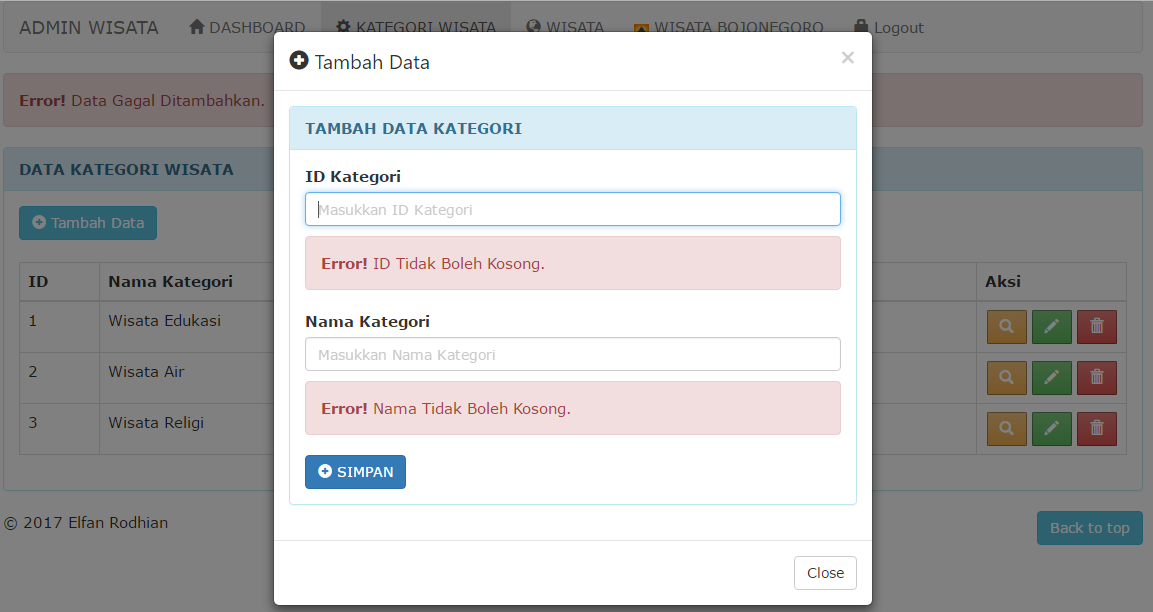 ADMIN WISATA DASHBOARD KATEGORI WISATA WISATA WISATA BOJONEGORO Logout
Tambah Data ×
Error! Data Gagal Ditambahkan.
TAMBAH DATA KATEGORI
DATA KATEGORI WISATA
ID Kategori
Masukkan ID Kategori
Tambah Data
Error! ID Tidak Boleh Kosong.
ID Nama Kategori Aksi
Nama Kategori
1 Wisata Edukasi
Masukkan Nama Kategori
2 Wisata Air
Error! Nama Tidak Boleh Kosong.
3 Wisata Religi
SIMPAN
© 2017 Elfan Rodhian
Back to top
Close